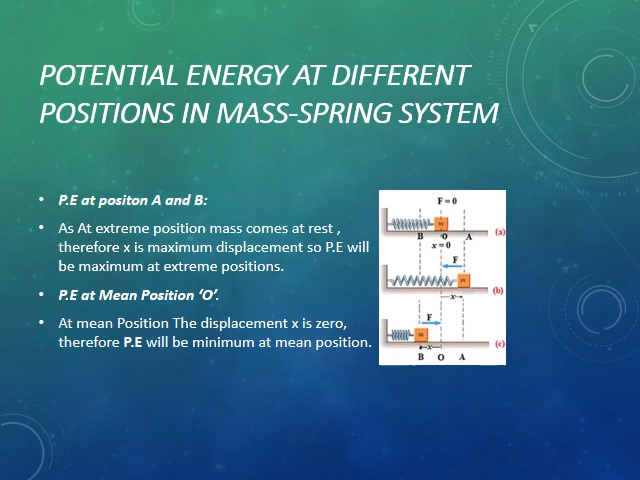 POTENTIAL ENERGY AT DIFFERENT
POSITIONS IN MASS-SPRING SYSTEM
• P.E at positon A and B:
• As At extreme position mass comes at rest ,
therefore x is maximum displacement so P.E will
be maximum at extreme positions.
• P.E at Mean Position ‘O’.
• At mean Position The displacement x is zero,
therefore P.E will be minimum at mean position.
F = 0
m
(a)
B O A
x = 0
F
m
(b)
x
F
m
(c)
x
B O A